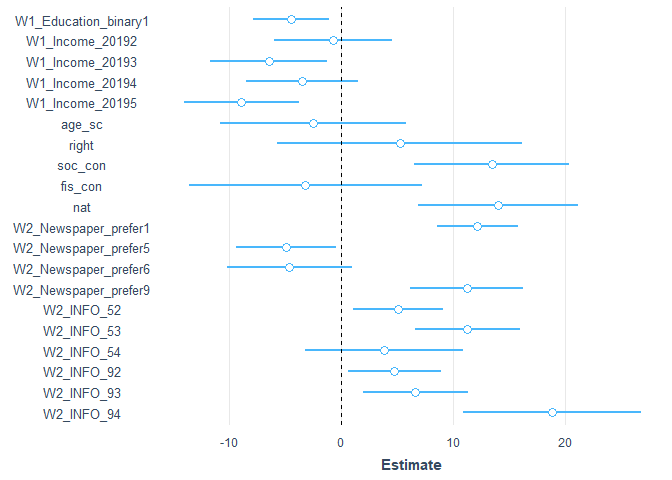 W1_Education_binary1
W1_Income_20192
W1_Income_20193
W1_Income_20194
W1_Income_20195
age_sc
right
soc_con
fis_con
nat
W2_Newspaper_prefer1
W2_Newspaper_prefer5
W2_Newspaper_prefer6
W2_Newspaper_prefer9
W2_INFO_52
W2_INFO_53
W2_INFO_54
W2_INFO_92
W2_INFO_93
W2_INFO_94
-10 0 10 20
Estimate